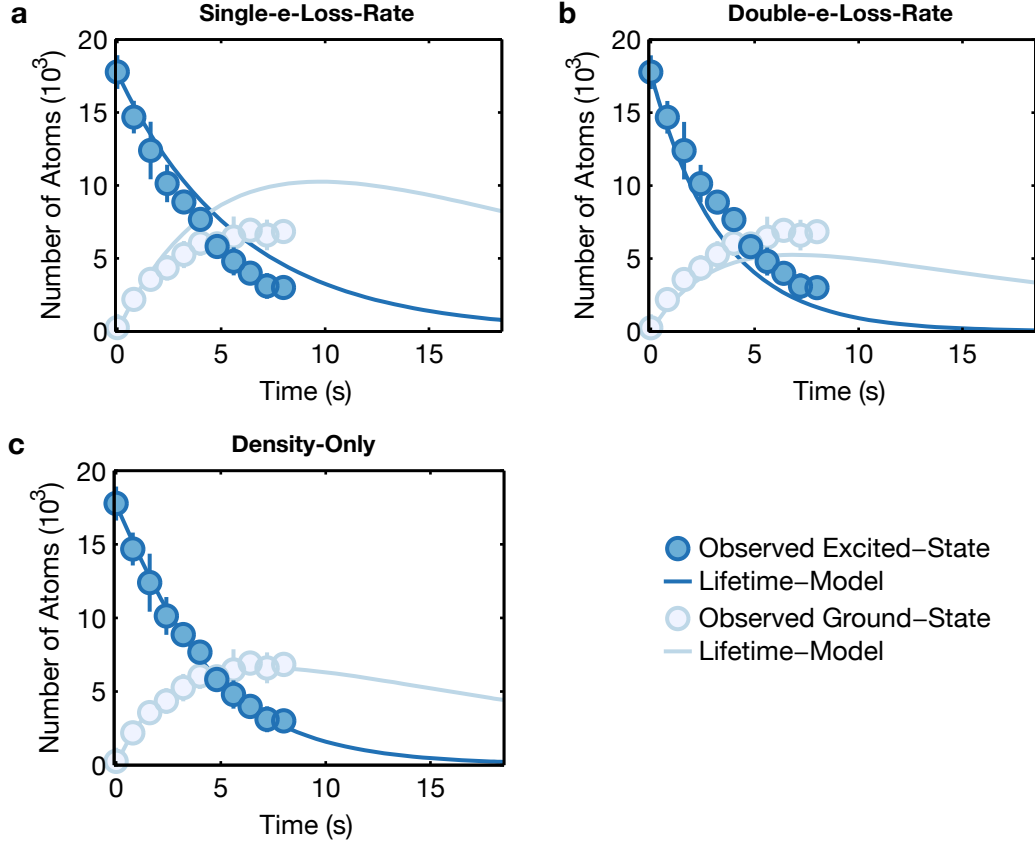 a
Single-e-Loss-Rate
Number of Atoms (10³)
20
15
10
5
0
0 5 10 15
Time (s)
b
Double-e-Loss-Rate
Number of Atoms (10³)
20
15
10
5
0
0 5 10 15
Time (s)
c
Density-Only
Number of Atoms (10³)
20
15
10
5
0
0 5 10 15
Time (s)
Observed Excited−State
Lifetime−Model
Observed Ground−State
Lifetime−Model